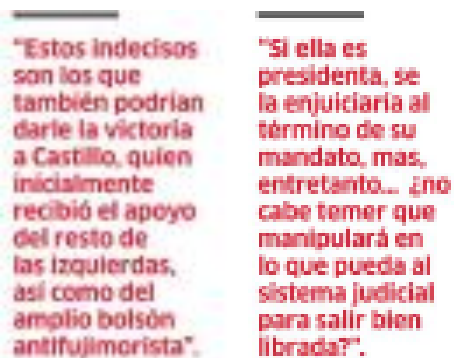 "Estos indecisos
son los que
también podrían
darle la victoria
a Castillo, quien
inicialmente
recibió el apoyo
del resto de
las izquierdas,
así como del
amplio bolsón
antifujimorista".
"Si ella es
presidenta, se
la enjuiciaría al
término de su
mandato, mas,
entretanto... ¿no
cabe temer que
manipulará en
lo que pueda al
sistema judicial
para salir bien
librada?".